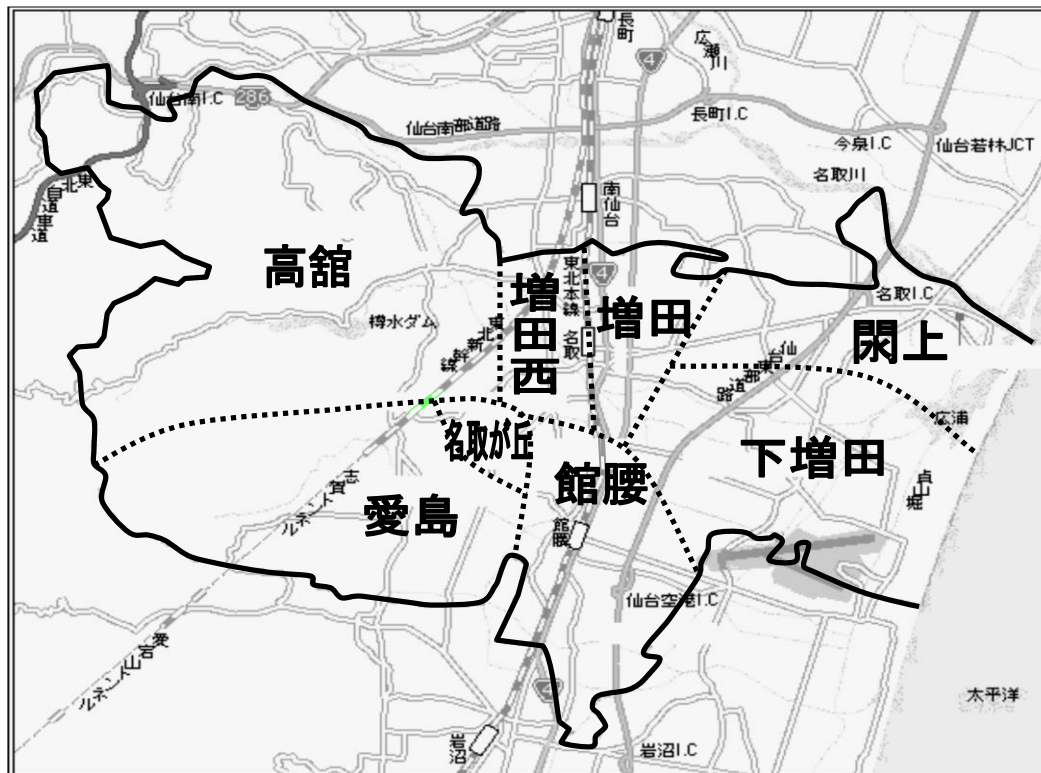 長町
広瀬川
4
仙台南I.C
286
仙台南部道路
長町I.C
今泉I.C
仙台若林JCT
東北自動車道
南仙台
名取川
高舘
東北本線
4
増田西
増田
名取
名取I.C
閖上
樽水ダム
東北新幹線
仙台東部道路
広浦
名取が丘
下増田
貞山堀
愛島
館腰
志賀トンネル
館腰
仙台空港I.C
愛宕山トンネル
4
太平洋
岩沼
岩沼I.C